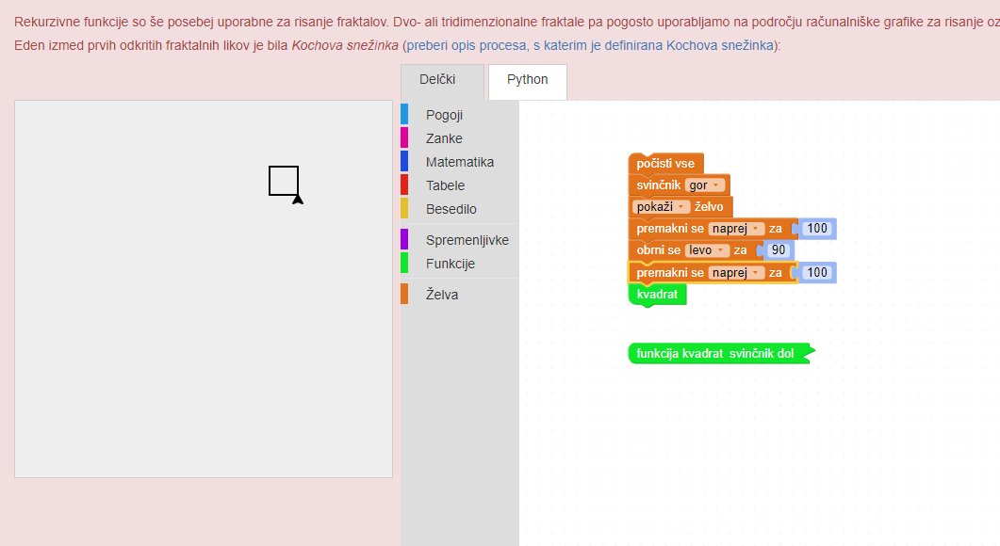 Rekurzivne funkcije so še posebej uporabne za risanje fraktalov. Dvo- ali tridimenzionalne fraktale pa pogosto uporabljamo na področju računalniške grafike za risanje oz
Eden izmed prvih odkritih fraktalnih likov je bila Kochova snežinka (preberi opis procesa, s katerim je definirana Kochova snežinka):
Delčki
Python
Pogoji
Zanke
Matematika
Tabele
Besedilo
Spremenljivke
Funkcije
Želva
počisti vse
svinčnik gor
pokaži želvo
premakni se naprej za 100
obrni se levo za 90
premakni se naprej za 100
kvadrat
funkcija kvadrat svinčnik dol